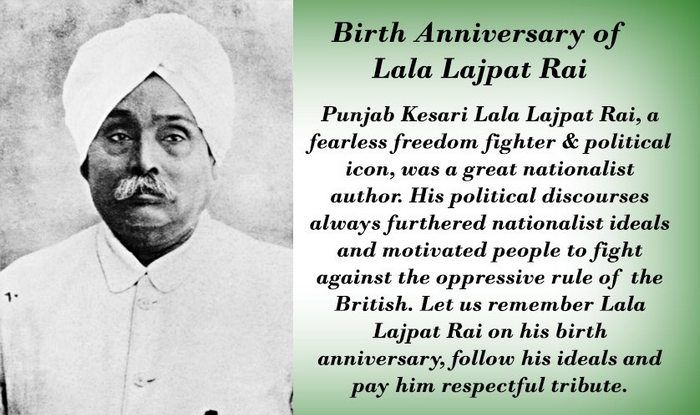 Birth Anniversary of
Lala Lajpat Rai
Punjab Kesari Lala Lajpat Rai, a
fearless freedom fighter & political
icon, was a great nationalist
author. His political discourses
always furthered nationalist ideals
and motivated people to fight
against the oppressive rule of the
British. Let us remember Lala
Lajpat Rai on his birth
anniversary, follow his ideals and
pay him respectful tribute.